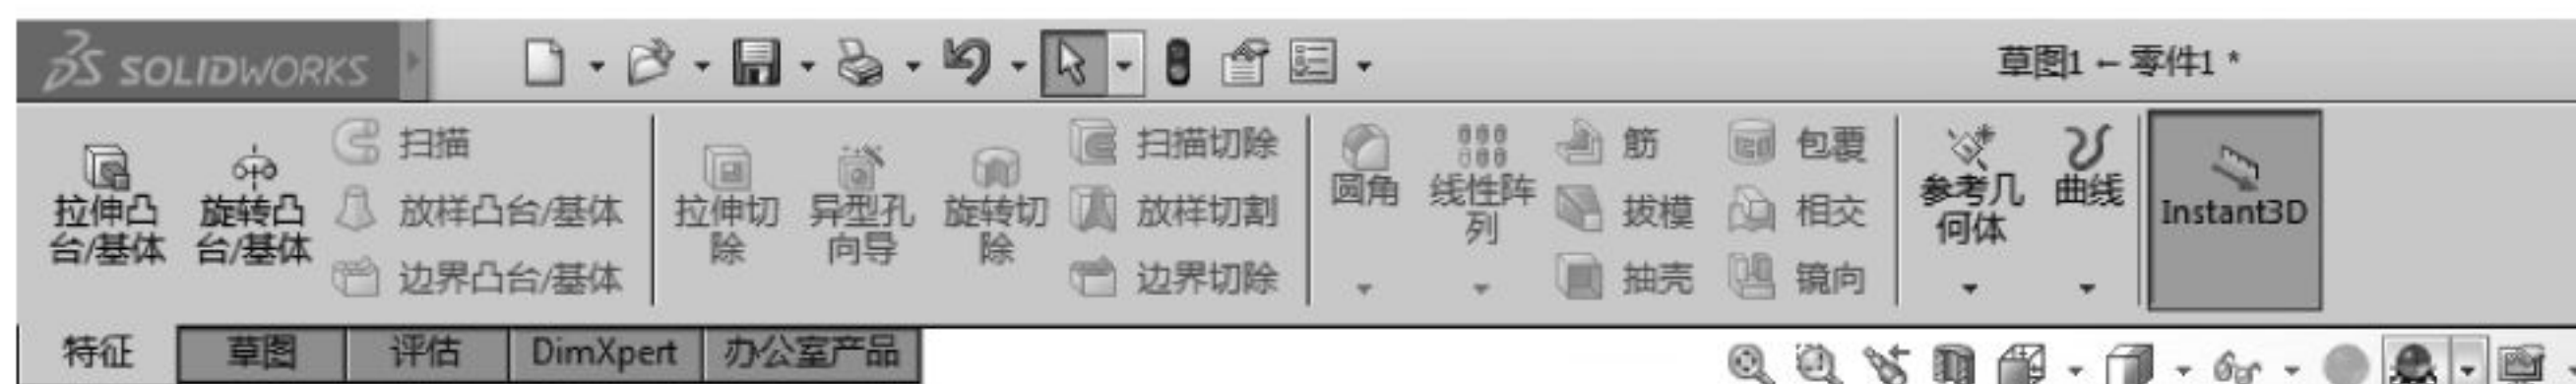 SOLIDWORKS
草图1 - 零件1 *
拉伸凸
台/基体
旋转凸
台/基体
扫描
放样凸台/基体
边界凸台/基体
拉伸切
除
异型孔
向导
旋转切
除
扫描切除
放样切割
边界切除
圆角
线性阵
列
筋
拔模
抽壳
包覆
相交
镜向
参考几
何体
曲线
Instant3D
特征
草图
评估
DimXpert
办公室产品